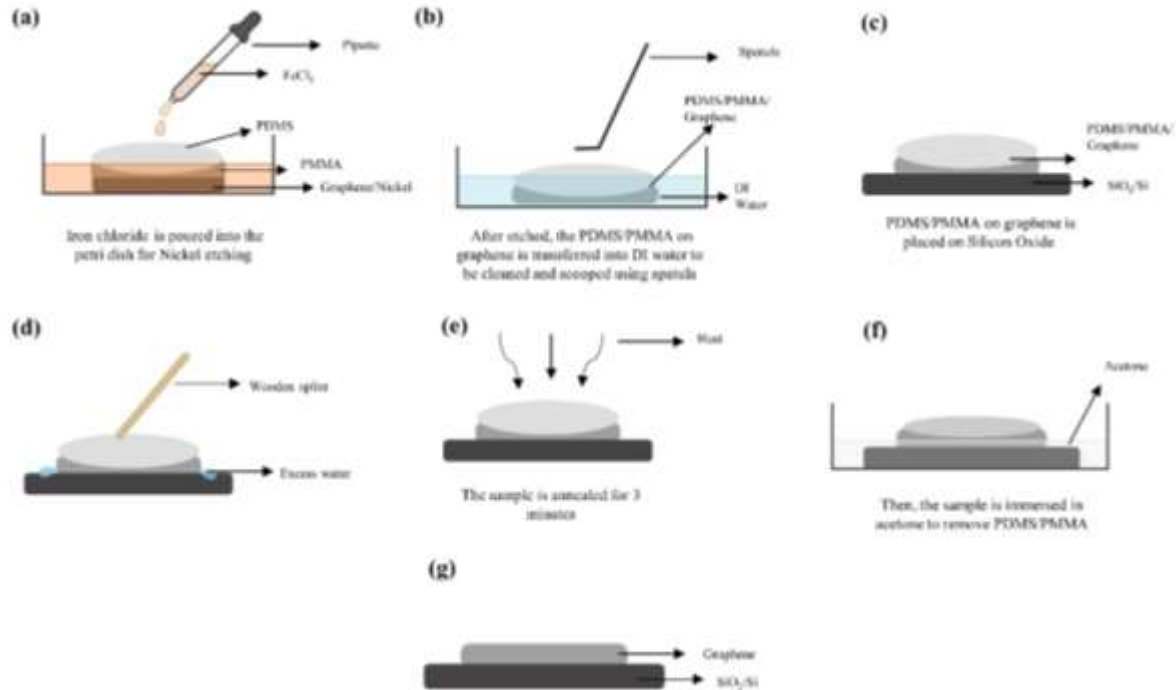 (a)
Pipette
FeCl3
PDMS
PMMA
Graphene/Nickel
Iron chloride is poured into the
petri dish for Nickel etching
(b)
Spatula
PDMS/PMMA/
Graphene
DI
Water
After etched, the PDMS/PMMA on
graphene is transferred into DI water to
be cleaned and scooped using spatula
(c)
PDMS/PMMA/
Graphene
SiO2/Si
PDMS/PMMA on graphene is
placed on Silicon Oxide
(d)
Wooden splint
Excess water
(e)
Heat
The sample is annealed for 3
minutes
(f)
Acetone
Then, the sample is immersed in
acetone to remove PDMS/PMMA
(g)
Graphene
SiO2/Si